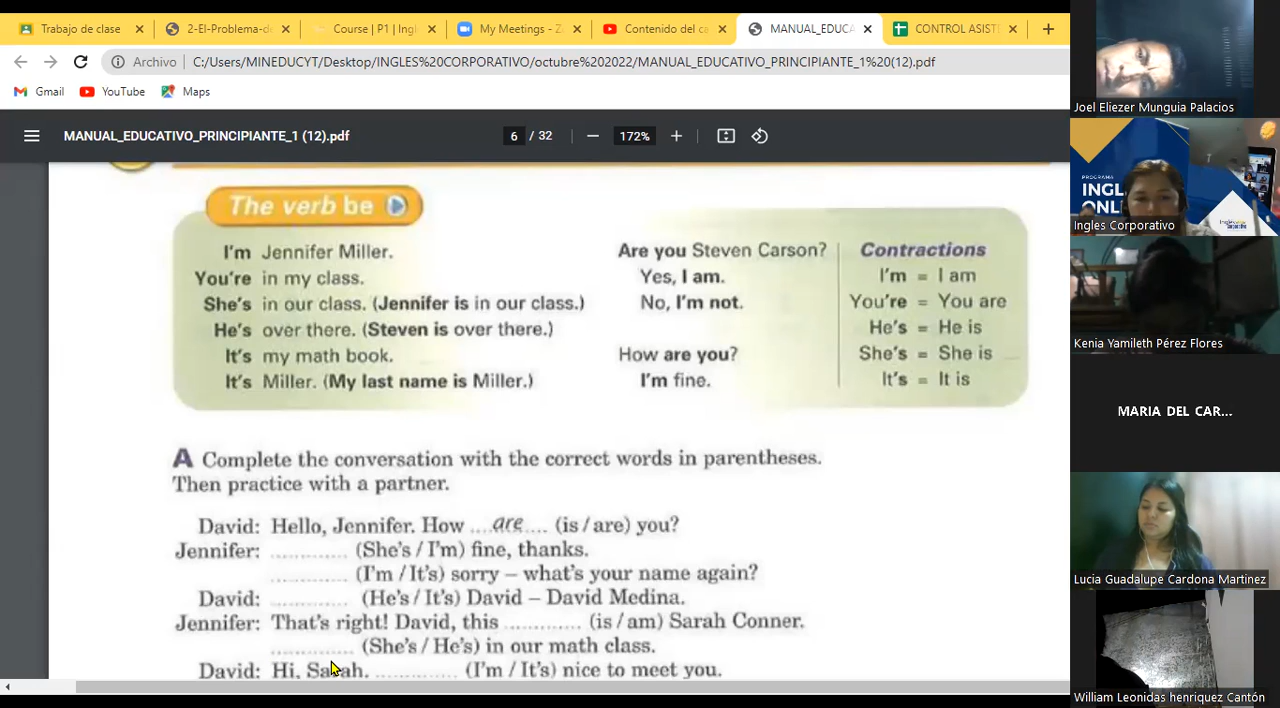 Trabajo de clase
2-El-Problema-de
Course | P1 | Ingl
My Meetings - Z
Contenido del ca
MANUAL_EDUCA
CONTROL ASIST
Archivo
C:/Users/MINEDUCYT/Desktop/INGLES%20CORPORATIVO/octubre%202022/MANUAL_EDUCATIVO_PRINCIPIANTE_1%20(12).pdf
Gmail
YouTube
Maps
MANUAL_EDUCATIVO_PRINCIPIANTE_1 (12).pdf
6 / 32
172%
The verb be
I'm Jennifer Miller.
You're in my class.
She's in our class. (Jennifer is in our class.)
He's over there. (Steven is over there.)
It's my math book.
It's Miller. (My last name is Miller.)
Are you Steven Carson?
Yes, I am.
No, I'm not.
How are you?
I'm fine.
Contractions
I'm = I am
You're = You are
He's = He is
She's = She is
It's = It is
A Complete the conversation with the correct words in parentheses.
Then practice with a partner.
David: Hello, Jennifer. How ....are.... (is / are) you?
Jennifer: ............ (She's / I'm) fine, thanks.
............ (I'm / It's) sorry – what's your name again?
David: ............ (He's / It's) David – David Medina.
Jennifer: That's right! David, this ............ (is / am) Sarah Conner.
............ (She's / He's) in our math class.
David: Hi, Sarah. ............ (I'm / It's) nice to meet you.
Joel Eliezer Munguia Palacios
PROGRAMA
INGL
ONL
Ingles Corporativo
Kenia Yamileth Pérez Flores
MARIA DEL CAR...
Lucia Guadalupe Cardona Martinez
William Leonidas henriquez Cantón